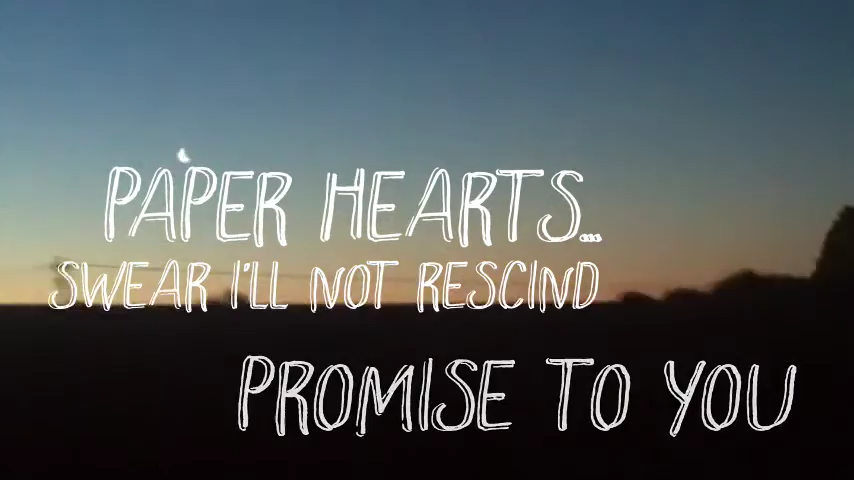 PAPER HEARTS...
SWEAR I'LL NOT RESCIND
PROMISE TO YOU